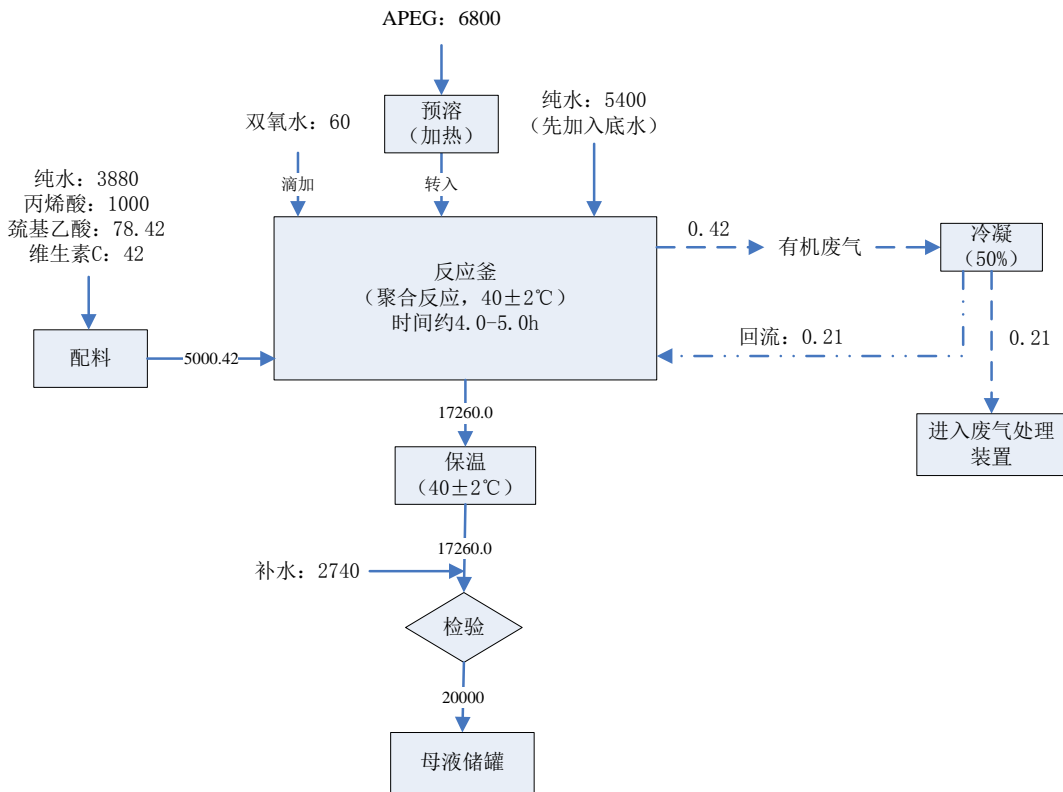 APEG：6800
预溶
（加热）
双氧水：60
纯水：5400
（先加入底水）
滴加
转入
纯水：3880
丙烯酸：1000
巯基乙酸：78.42
维生素C：42
反应釜
（聚合反应，40±2℃）
时间约4.0-5.0h
0.42
有机废气
冷凝
（50%）
配料
5000.42
回流：0.21
0.21
进入废气处理
装置
17260.0
保温
（40±2℃）
17260.0
补水：2740
检验
20000
母液储罐